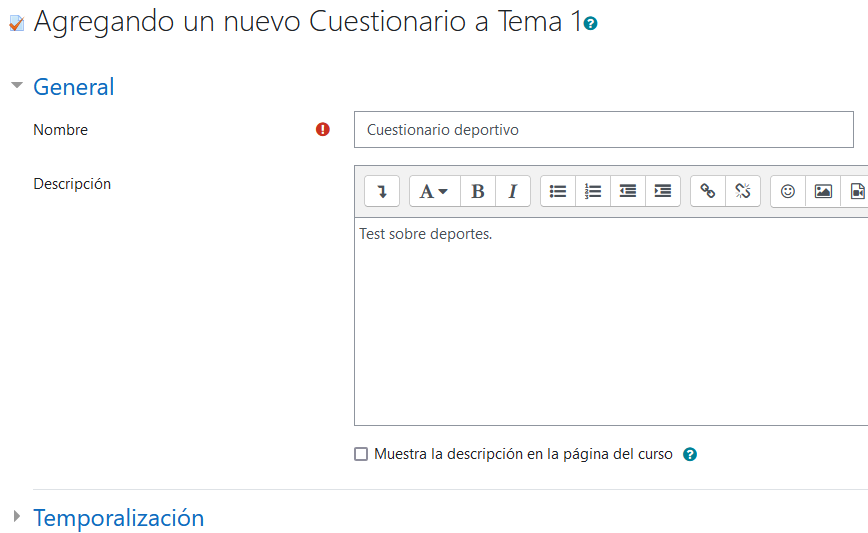 Agregando un nuevo Cuestionario a Tema 1
General
Nombre
Cuestionario deportivo
Descripción
A B I
Test sobre deportes.
Muestra la descripción en la página del curso
Temporalización